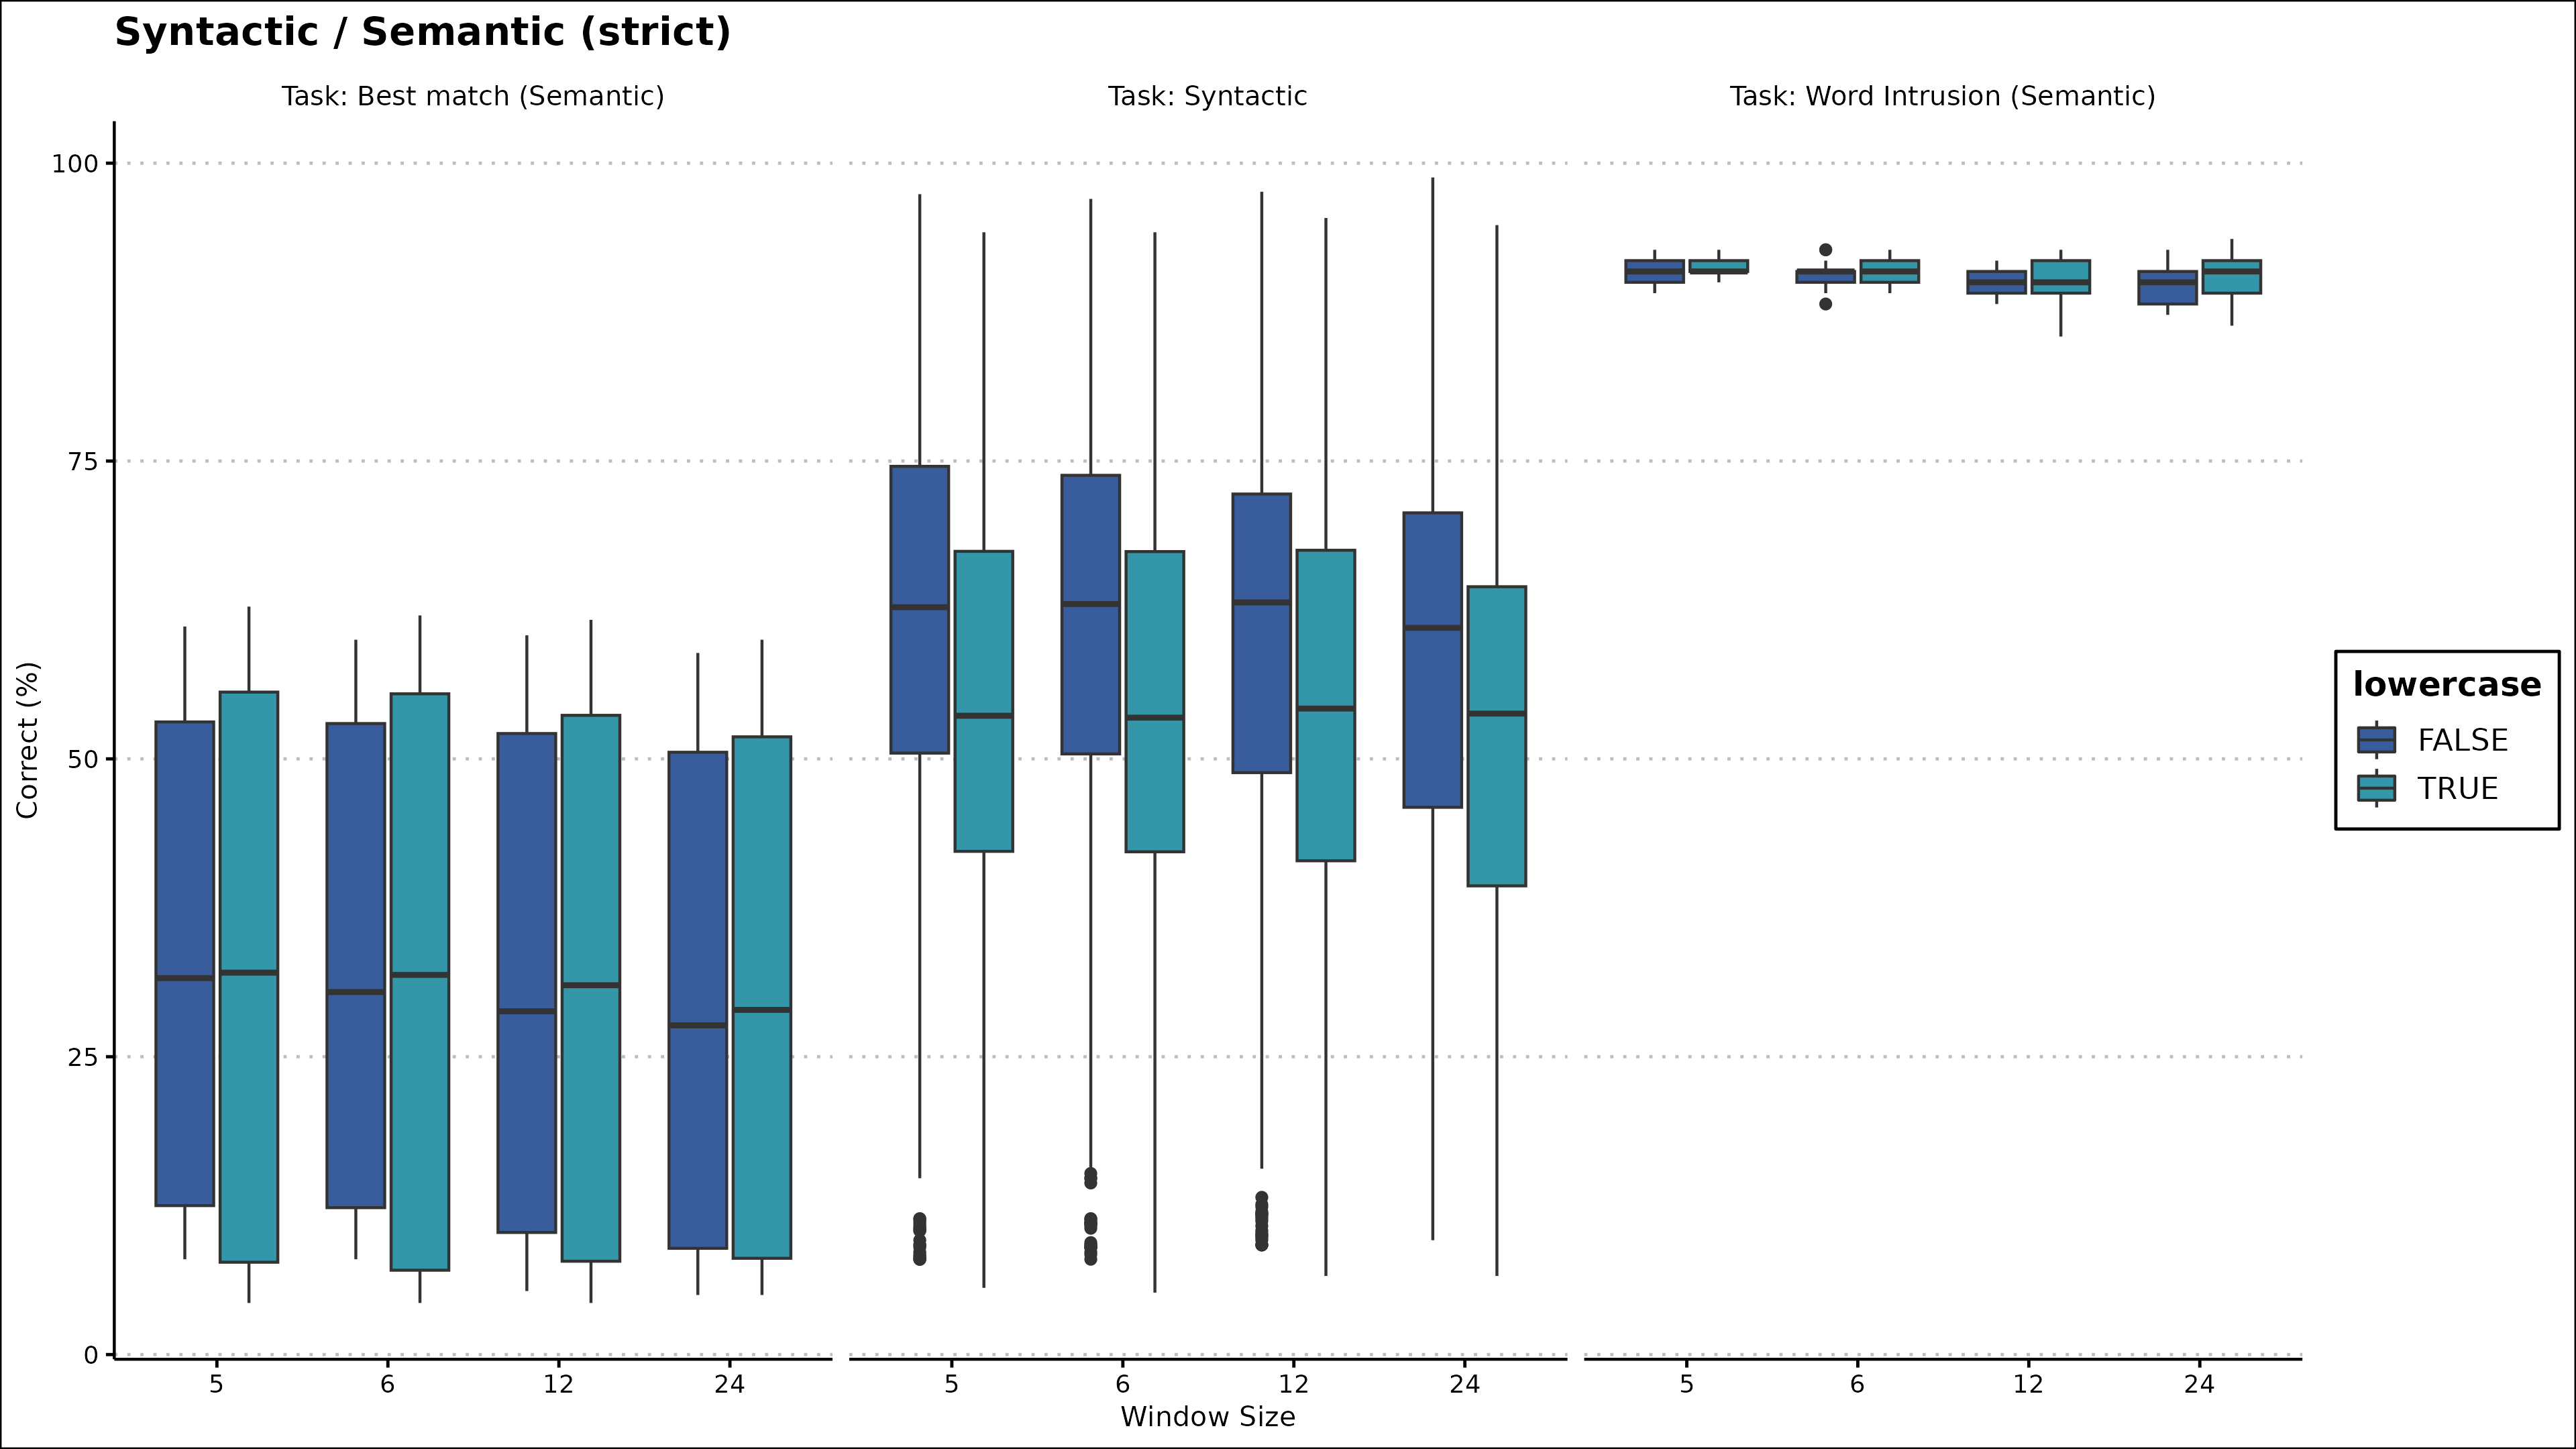 Syntactic / Semantic (strict)
Task: Best match (Semantic)
Task: Syntactic
Task: Word Intrusion (Semantic)
100
75
50
25
0
Correct (%)
5 6 12 24
5 6 12 24
5 6 12 24
Window Size
lowercase
FALSE
TRUE